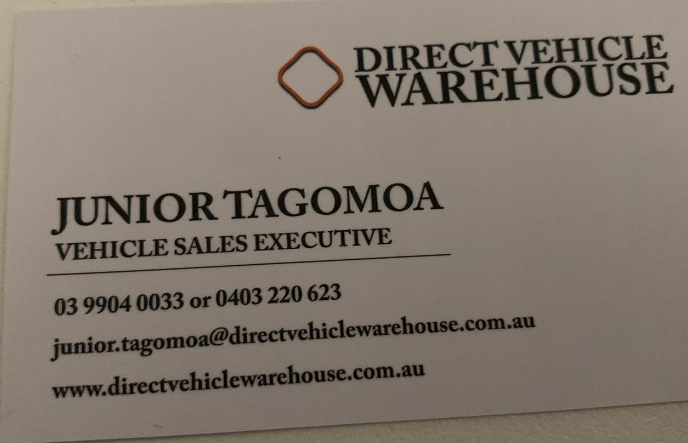 DIRECT VEHICLE
WAREHOUSE
JUNIOR TAGOMOA
VEHICLE SALES EXECUTIVE
03 9904 0033 or 0403 220 623
junior.tagomoa@directvehiclewarehouse.com.au
www.directvehiclewarehouse.com.au